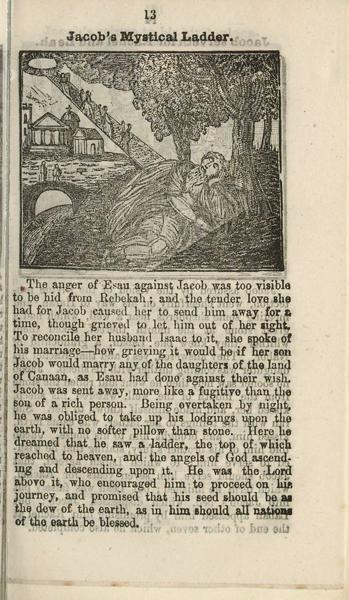 13
Jacob's Mystical Ladder.
The anger of Esau against Jacob was too visible
to be hid from Rebekah; and the tender love she
had for Jacob caused her to send him away for a
time, though grieved to let him out of her sight,
To reconcile her husband Isaac to it, she spoke of
his marriage—how grieving it would be if her son
Jacob would marry any of the daughters of the land
of Canaan, as Esau had done against their wish.
Jacob was sent away, more like a fugitive than the
son of a rich person. Being overtaken by night,
he was obliged to take up his lodgings upon the
earth, with no softer pillow than stone. Here he
dreamed that he saw a ladder, the top of which
reached to heaven, and the angels of God ascend-
ing and descending upon it. He was the Lord
above it, who encouraged him to proceed on his
journey, and promised that his seed should be as
the dew of the earth, as in him should all nations
of the earth be blessed.